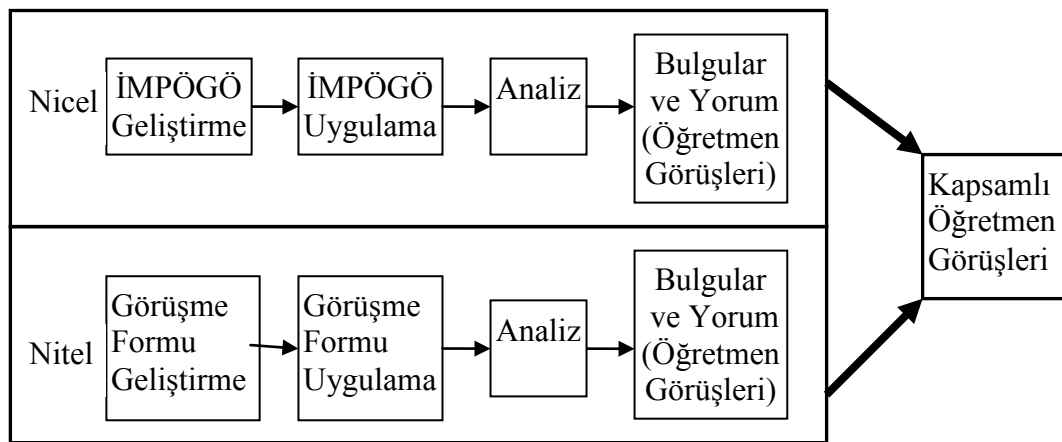 Nicel
İMPÖGÖ
Geliştirme
İMPÖGÖ
Uygulama
Analiz
Bulgular
ve Yorum
(Öğretmen
Görüşleri)
Nitel
Görüşme
Formu
Geliştirme
Görüşme
Formu
Uygulama
Analiz
Bulgular
ve Yorum
(Öğretmen
Görüşleri)
Kapsamlı
Öğretmen
Görüşleri